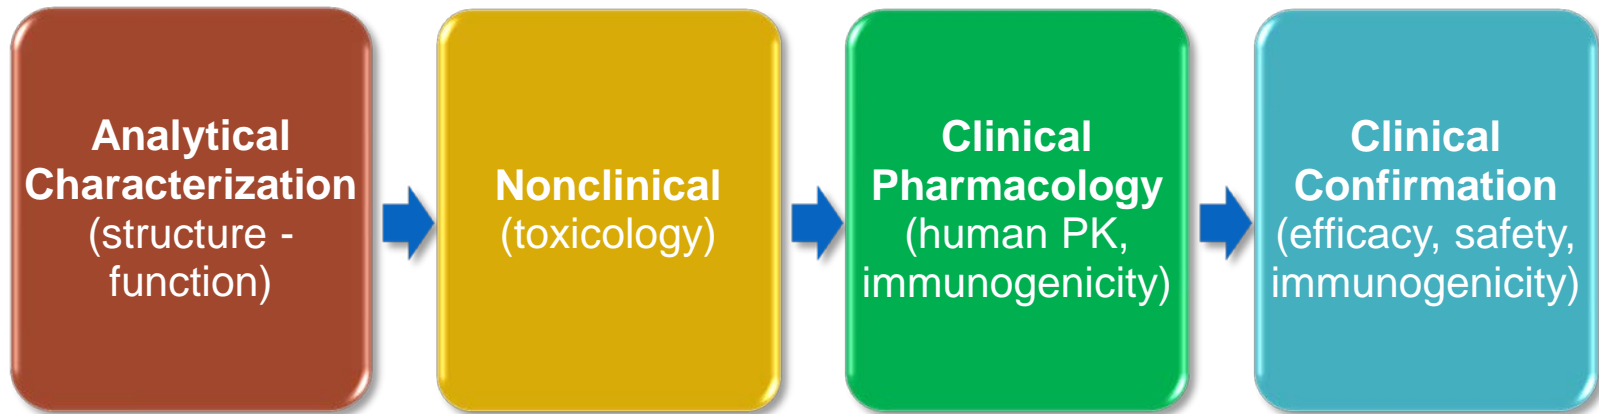 Analytical
Characterization
(structure -
function)
Nonclinical
(toxicology)
Clinical
Pharmacology
(human PK,
immunogenicity)
Clinical
Confirmation
(efficacy, safety,
immunogenicity)